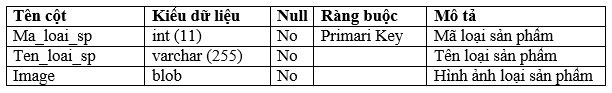 Tên cột Kiểu dữ liệu Null Ràng buộc Mô tả
Ma_loai_sp int (11) No Primari Key Mã loại sản phẩm
Ten_loai_sp varchar (255) No Tên loại sản phẩm
Image blob No Hình ảnh loại sản phẩm